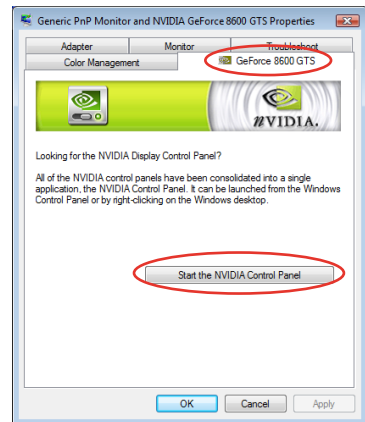 Generic PnP Monitor and NVIDIA GeForce 8600 GTS Properties
Adapter Monitor Troubleshoot
Color Management GeForce 8600 GTS
NVIDIA.
Looking for the NVIDIA Display Control Panel?
All of the NVIDIA control panels have been consolidated into a single
application, the NVIDIA Control Panel. It can be launched from the Windows
Control Panel or by right-clicking on the Windows desktop.
Start the NVIDIA Control Panel
OK Cancel Apply